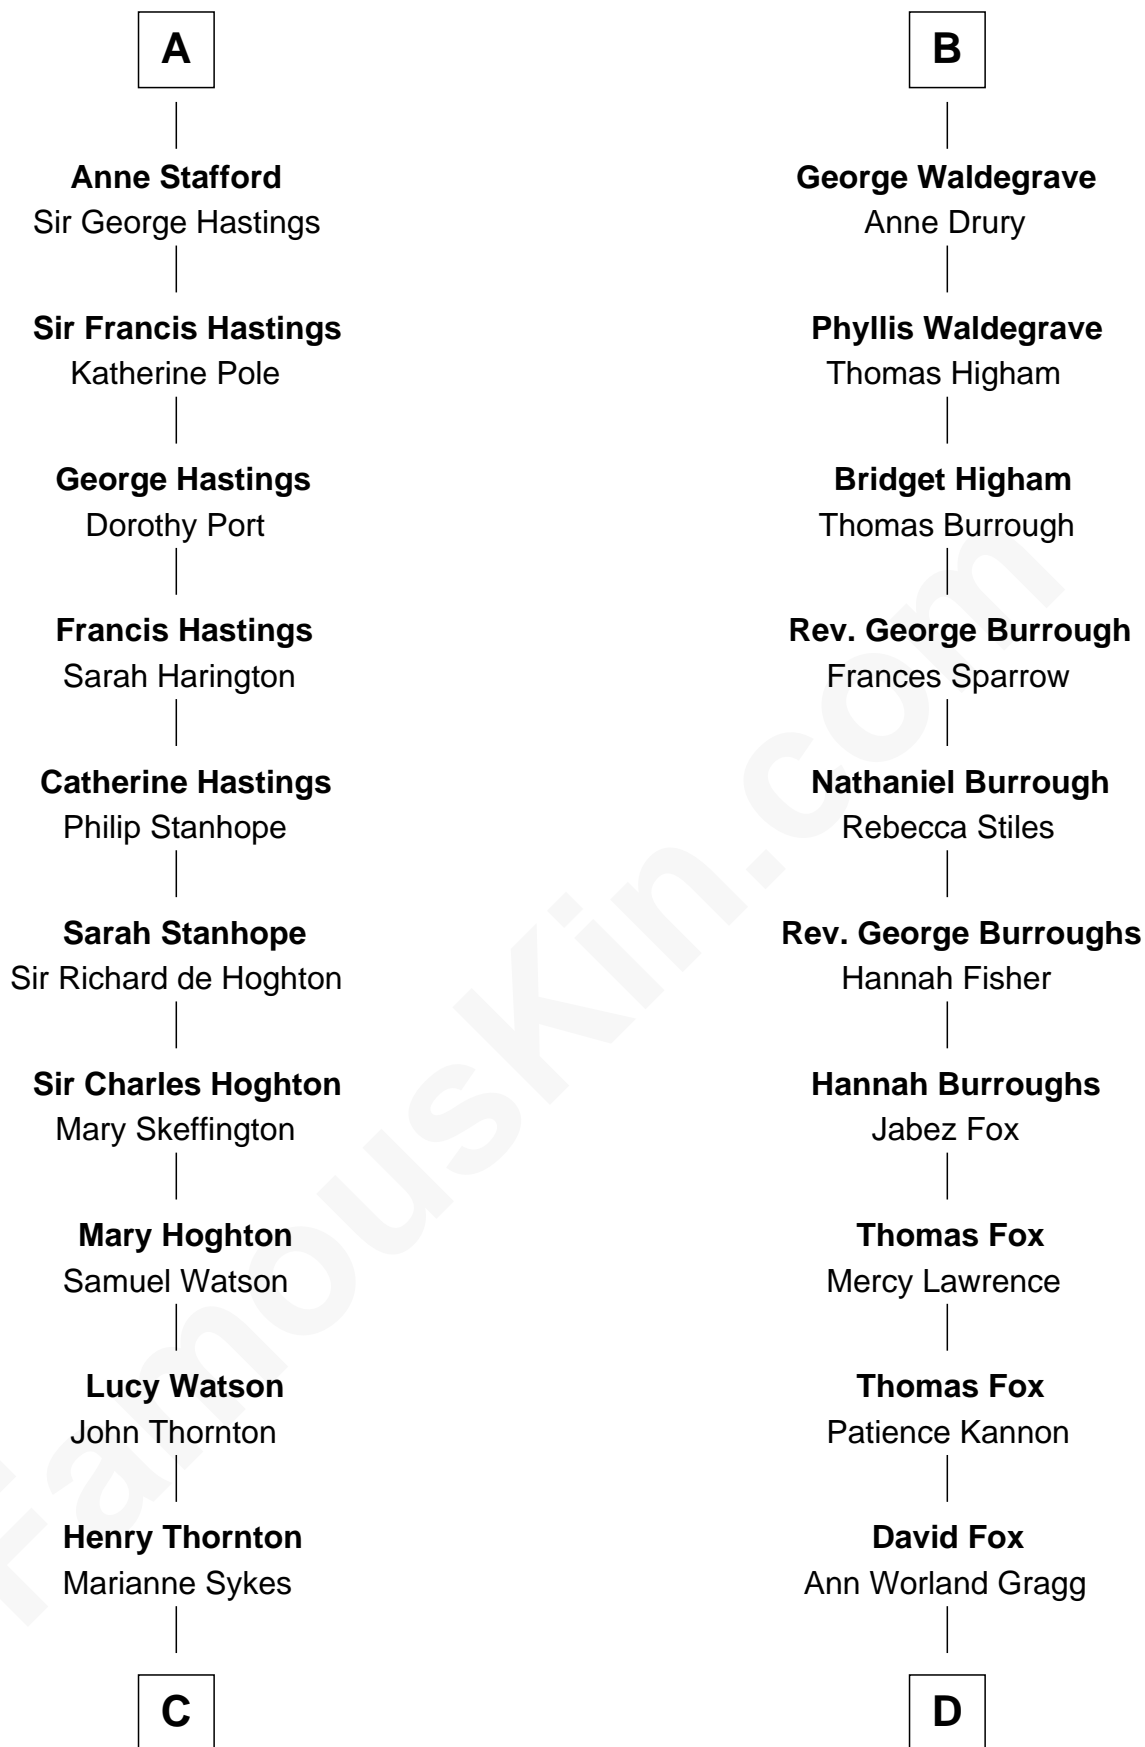 A
Anne Stafford
Sir George Hastings
Sir Francis Hastings
Katherine Pole
George Hastings
Dorothy Port
Francis Hastings
Sarah Harington
Catherine Hastings
Philip Stanhope
Sarah Stanhope
Sir Richard de Hoghton
Sir Charles Hoghton
Mary Skeffington
Mary Hoghton
Samuel Watson
Lucy Watson
John Thornton
Henry Thornton
Marianne Sykes
C
B
George Waldegrave
Anne Drury
Phyllis Waldegrave
Thomas Higham
Bridget Higham
Thomas Burrough
Rev. George Burrough
Frances Sparrow
Nathaniel Burrough
Rebecca Stiles
Rev. George Burroughs
Hannah Fisher
Hannah Burroughs
Jabez Fox
Thomas Fox
Mercy Lawrence
Thomas Fox
Patience Kannon
David Fox
Ann Worland Gragg
D
FamousKin.com